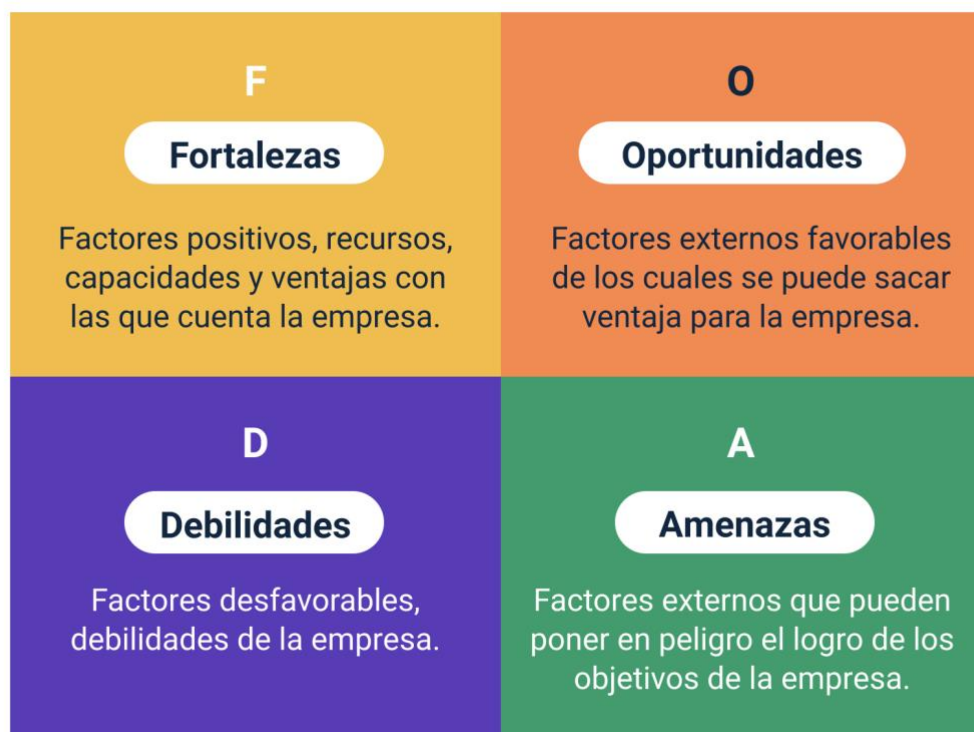 F
Fortalezas
Factores positivos, recursos,
capacidades y ventajas con
las que cuenta la empresa.
O
Oportunidades
Factores externos favorables
de los cuales se puede sacar
ventaja para la empresa.
D
Debilidades
Factores desfavorables,
debilidades de la empresa.
A
Amenazas
Factores externos que pueden
poner en peligro el logro de los
objetivos de la empresa.